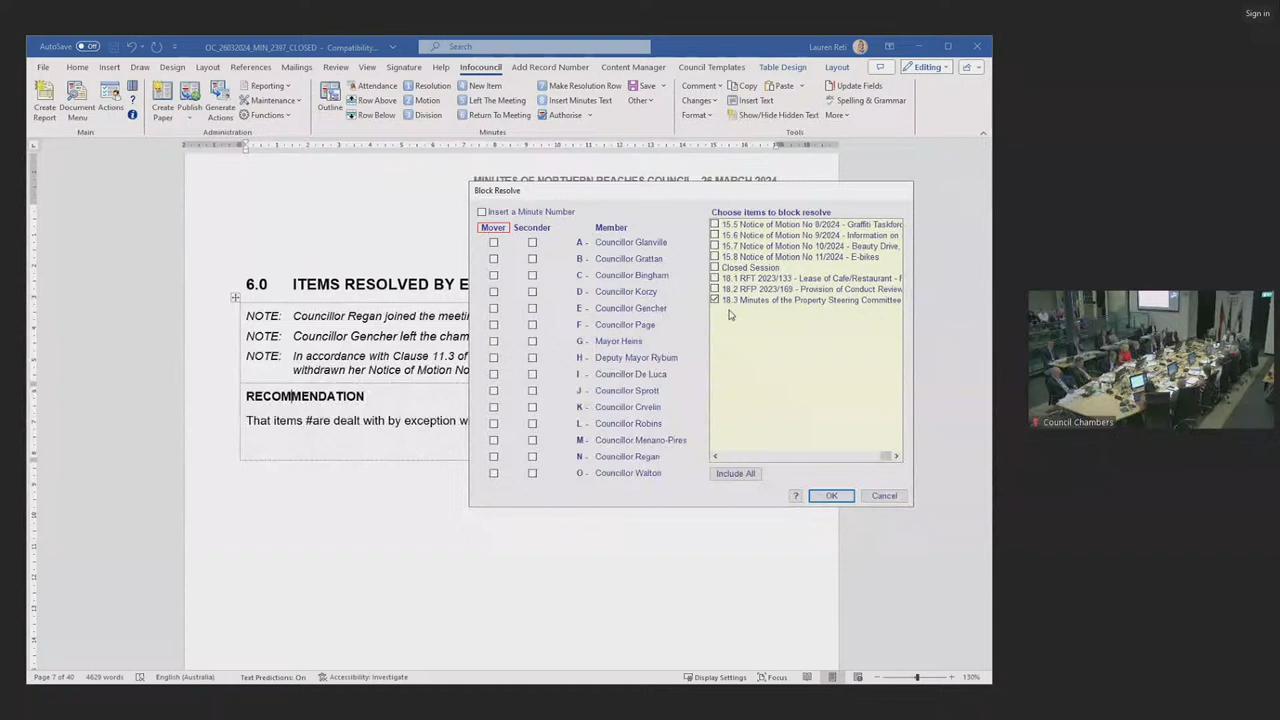 Sign in
AutoSave Off OC_26032024_MIN_2397_CLOSED - Compatibility... Search Lauren Reti
File Home Insert Draw Design Layout References Mailings Review View Signature Help Infocouncil Add Record Number Content Manager Council Templates Table Design Layout Editing
Create Report Document Menu Actions Create Paper Publish Generate Actions Reporting Maintenance Functions Outline Attendance Row Above Row Below 1 Resolution 2 Motion 3 Division 4 New Item 5 Left The Meeting 6 Return To Meeting 7 Make Resolution Row 8 Insert Minutes Text Authorise Save Other Comment Changes Format Copy Paste Insert Text Show/Hide Hidden Text Update Fields Spelling & Grammar More
Main Administration Minutes Tools
MINUTES OF NORTHERN BEACHES COUNCIL 26 MARCH 2024
6.0 ITEMS RESOLVED BY E
NOTE: Councillor Regan joined the meetin
NOTE: Councillor Gencher left the cham
NOTE: In accordance with Clause 11.3 of
withdrawn her Notice of Motion No
RECOMMENDATION
That items #are dealt with by exception w
Block Resolve
Insert a Minute Number
Mover Seconder Member
A - Councillor Glanville
B - Councillor Grattan
C - Councillor Bingham
D - Councillor Korzy
E - Councillor Gencher
F - Councillor Page
G - Mayor Heins
H - Deputy Mayor Ryburn
I - Councillor De Luca
J - Councillor Sprott
K - Councillor Crvelin
L - Councillor Robins
M - Councillor Menano-Pires
N - Councillor Regan
O - Councillor Walton
Choose items to block resolve
15.5 Notice of Motion No 8/2024 - Graffiti Taskforc
15.6 Notice of Motion No 9/2024 - Information on
15.7 Notice of Motion No 10/2024 - Beauty Drive,
15.8 Notice of Motion No 11/2024 - E-bikes
Closed Session
18.1 RFT 2023/133 - Lease of Cafe/Restaurant - F
18.2 RFP 2023/169 - Provision of Conduct Review
18.3 Minutes of the Property Steering Committee
Include All
? OK Cancel
Council Chambers
Page 7 of 40 4629 words English (Australia) Text Predictions: On Accessibility: Investigate Display Settings Focus 130%